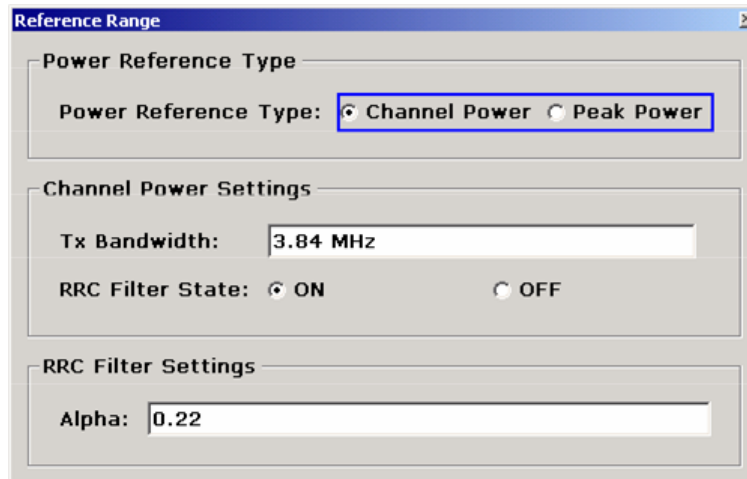 Reference Range
Power Reference Type
Power Reference Type: Channel Power Peak Power
Channel Power Settings
Tx Bandwidth: 3.84 MHz
RRC Filter State: ON OFF
RRC Filter Settings
Alpha: 0.22